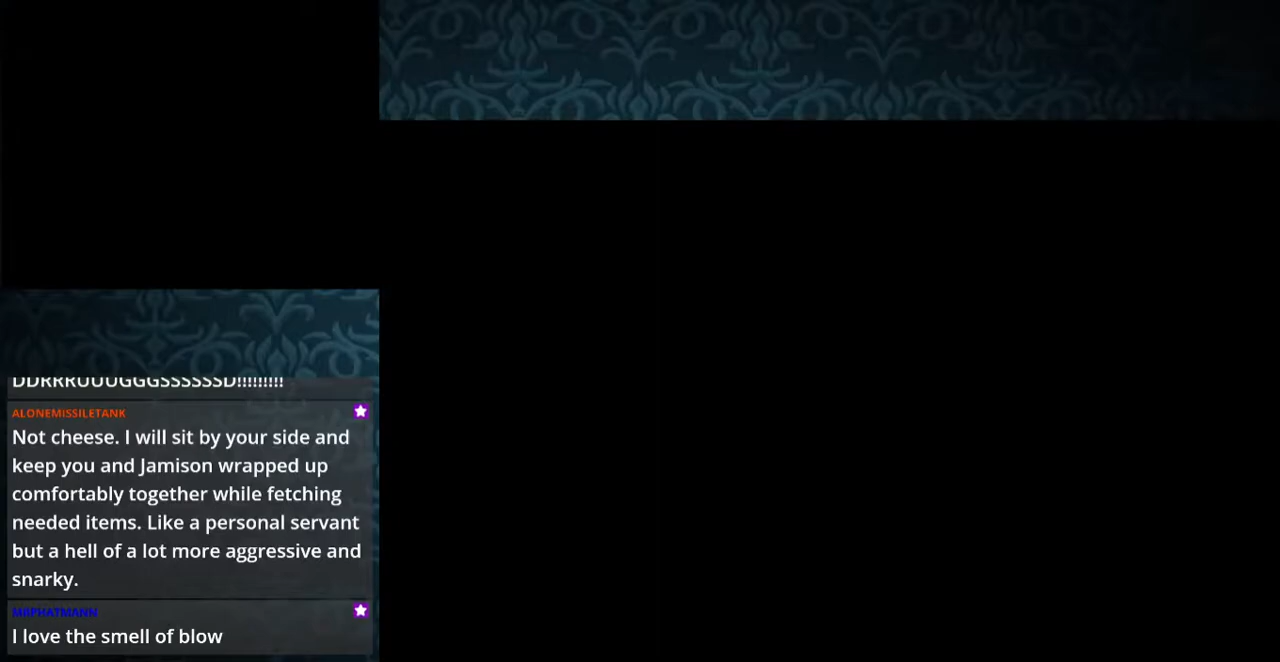 DDRRRUUUGGGSSSSSSD!!!!!!!!!
ALONEMISSILETANK
Not cheese. I will sit by your side and
keep you and Jamison wrapped up
comfortably together while fetching
needed items. Like a personal servant
but a hell of a lot more aggressive and
snarky.
MRPHATMANN
I love the smell of blow